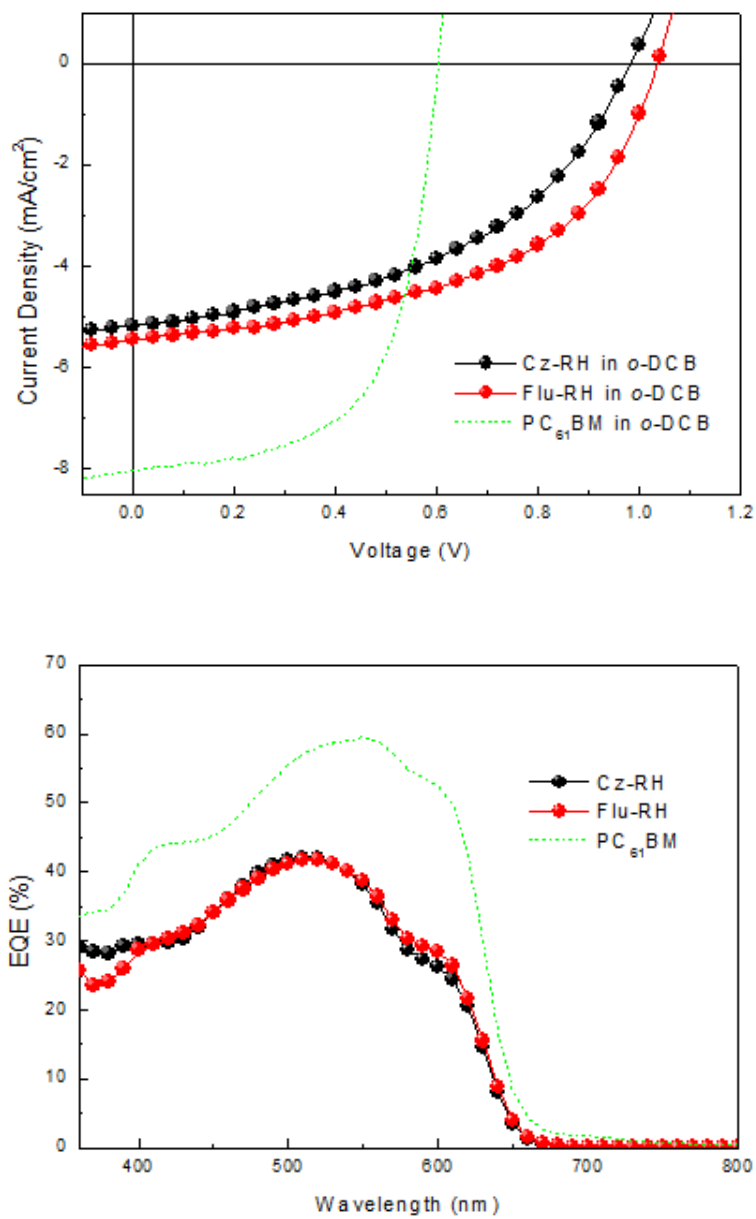 0
-2
-4
-6
-8
Current Density (mA/cm²)
Cz-RH in o-DCB
Flu-RH in o-DCB
PC₆₁BM in o-DCB
0.0 0.2 0.4 0.6 0.8 1.0 1.2
Voltage (V)
70
60
50
40
30
20
10
0
EQE (%)
Cz-RH
Flu-RH
PC₆₁BM
400 500 600 700 800
Wavelength (nm)